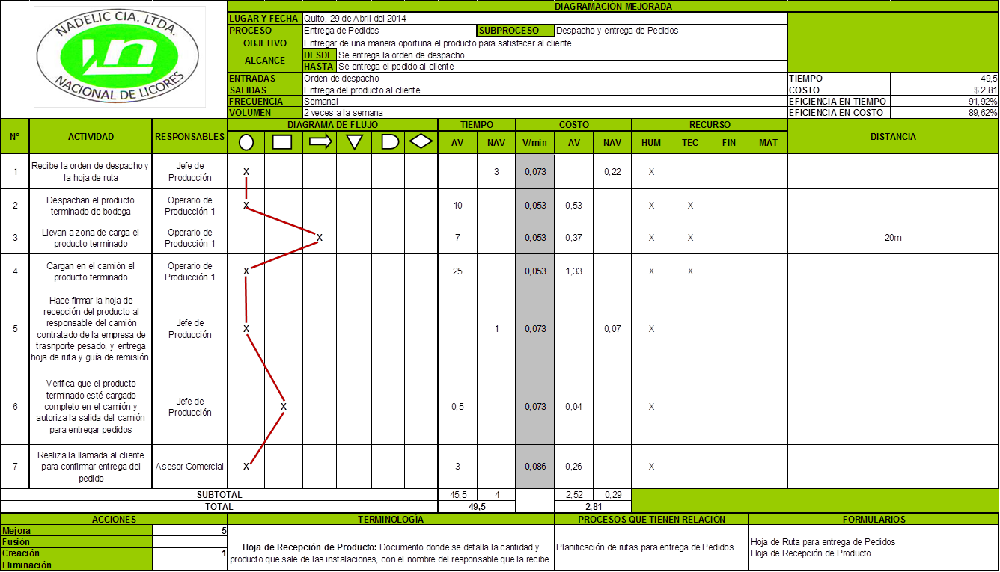 NADELIC CIA. LTDA.
NACIONAL DE LICORES
DIAGRAMACIÓN MEJORADA
LUGAR Y FECHA Quito, 29 de Abril del 2014
PROCESO Entrega de Pedidos SUBPROCESO Despacho y entrega de Pedidos
OBJETIVO Entregar de una manera oportuna el producto para satisfacer al cliente
ALCANCE
DESDE Se entrega la orden de despacho
HASTA Se entrega el pedido al cliente
ENTRADAS Orden de despacho TIEMPO 49,5
SALIDAS Entrega del producto al cliente COSTO $ 2,81
FRECUENCIA Semanal EFICIENCIA EN TIEMPO 91,92%
VOLUMEN 2 veces a la semana EFICIENCIA EN COSTO 89,62%
N° ACTIVIDAD RESPONSABLES DIAGRAMA DE FLUJO TIEMPO COSTO RECURSO DISTANCIA
AV NAV V/min AV NAV HUM TEC FIN MAT
1 Recibe la orden de despacho y
la hoja de ruta
Jefe de
Producción
X 3 0,073 0,22 X
2 Despachan el producto
terminado de bodega
Operario de
Producción 1
X 10 0,053 0,53 X X
3 Llevan a zona de carga el
producto terminado
Operario de
Producción 1
X 7 0,053 0,37 X X 20m
4 Cargan en el camión el
producto terminado
Operario de
Producción 1
X 25 0,053 1,33 X X
5 Hace firmar la hoja de
recepción del producto al
responsable del camión
contratado de la empresa de
trasnporte pesado, y entrega
hoja de ruta y guía de remisión.
Jefe de
Producción
X 1 0,073 0,07 X
6 Verifica que el producto
terminado esté cargado
completo en el camión y
autoriza la salida del camión
para entregar pedidos
Jefe de
Producción
X 0,5 0,073 0,04 X
7 Realiza la llamada al cliente
para confirmar entrega del
pedido
Asesor Comercial
X 3 0,086 0,26 X
SUBTOTAL 45,5 4 2,52 0,29
TOTAL 49,5 2,81
ACCIONES TERMINOLOGÍA PROCESOS QUE TIENEN RELACIÓN FORMULARIOS
Mejora 5
Fusión
Creación 1
Eliminación
Hoja de Recepción de Producto: Documento donde se detalla la cantidad y
producto que sale de las instalaciones, con el nombre del responsable que la recibe.
Planificación de rutas para entrega de Pedidos.
Hoja de Ruta para entrega de Pedidos
Hoja de Recepción de Producto